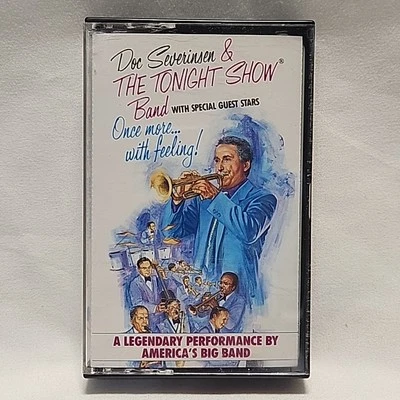 Doc Severinsen &
THE TONIGHT SHOW®
Band WITH SPECIAL GUEST STARS
Once more...
with feeling!
A LEGENDARY PERFORMANCE BY
AMERICA'S BIG BAND